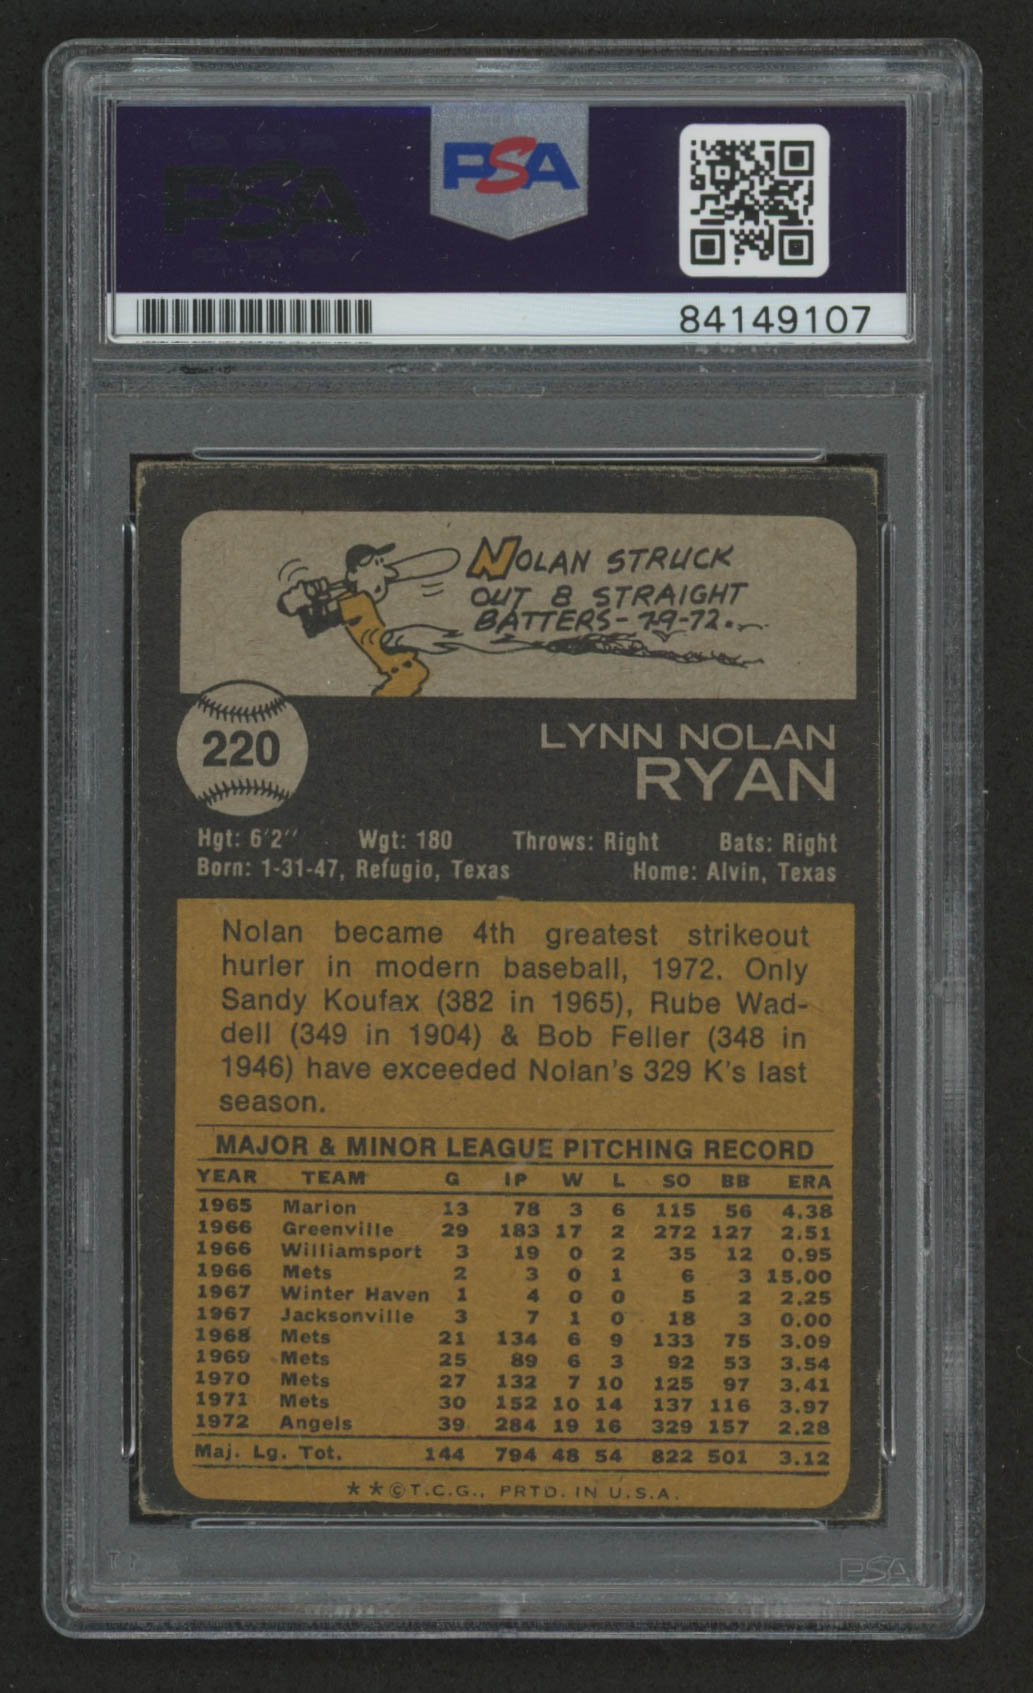 PSA
PSA
84149107
NOLAN STRUCK
OUT 8 STRAIGHT
BATTERS - 7-9-72.
220
LYNN NOLAN
RYAN
Hgt: 6'2" Wgt: 180 Throws: Right Bats: Right
Born: 1-31-47, Refugio, Texas Home: Alvin, Texas
Nolan became 4th greatest strikeout
hurler in modern baseball, 1972. Only
Sandy Koufax (382 in 1965), Rube Wad-
dell (349 in 1904) & Bob Feller (348 in
1946) have exceeded Nolan's 329 K's last
season.
MAJOR & MINOR LEAGUE PITCHING RECORD
YEAR TEAM G IP W L SO BB ERA
1965 Marion 13 78 3 6 115 56 4.38
1966 Greenville 29 183 17 2 272 127 2.51
1966 Williamsport 3 19 0 2 35 12 0.95
1966 Mets 2 3 0 1 6 3 15.00
1967 Winter Haven 1 4 0 0 5 2 2.25
1967 Jacksonville 3 7 1 0 18 3 0.00
1968 Mets 21 134 6 9 133 75 3.09
1969 Mets 25 89 6 3 92 53 3.54
1970 Mets 27 132 7 10 125 97 3.41
1971 Mets 30 152 10 14 137 116 3.97
1972 Angels 39 284 19 16 329 157 2.28
Maj. Lg. Tot. 144 794 48 54 822 501 3.12
**©T.C.G., PRTD. IN U.S.A.
PSA